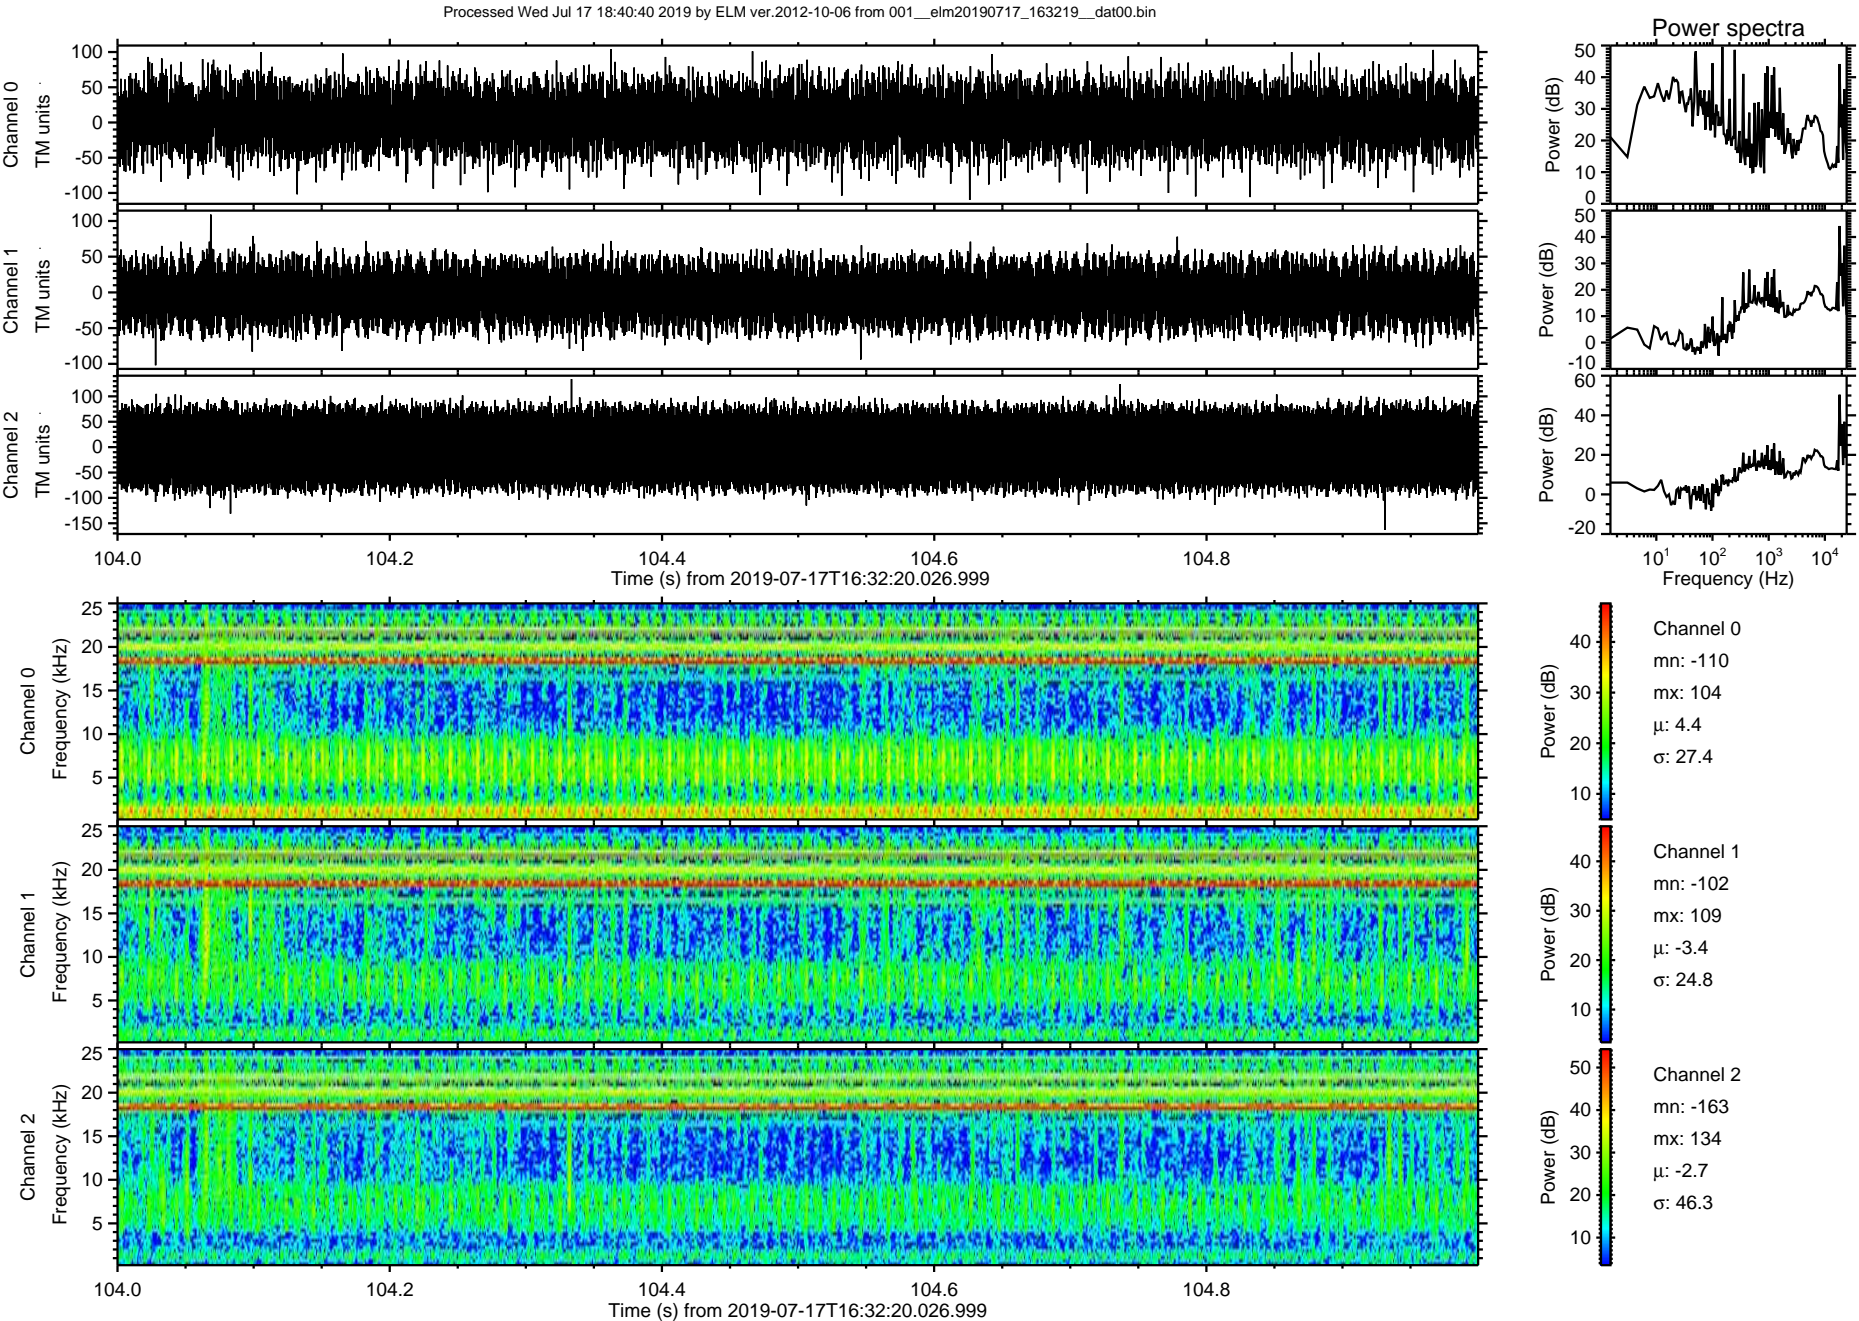 Processed Wed Jul 17 18:40:40 2019 by ELM ver.2012-10-06 from 001__elm20190717_163219__dat00.bin
Power spectra
Channel 0
TM units
100
50
0
-50
-100
Power (dB)
50
40
30
20
10
0
Channel 1
TM units
100
50
0
-50
-100
Power (dB)
50
40
30
20
10
0
-10
Channel 2
TM units
100
50
0
-50
-100
-150
Power (dB)
60
40
20
0
-20
104.0 104.2 104.4 104.6 104.8
Time (s) from 2019-07-17T16:32:20.026.999
10¹ 10² 10³ 10⁴
Frequency (Hz)
Channel 0
Frequency (kHz)
25
20
15
10
5
Power (dB)
40
30
20
10
Channel 0
mn: -110
mx: 104
μ: 4.4
σ: 27.4
Channel 1
Frequency (kHz)
25
20
15
10
5
Power (dB)
40
30
20
10
Channel 1
mn: -102
mx: 109
μ: -3.4
σ: 24.8
Channel 2
Frequency (kHz)
25
20
15
10
5
Power (dB)
50
40
30
20
10
Channel 2
mn: -163
mx: 134
μ: -2.7
σ: 46.3
104.0 104.2 104.4 104.6 104.8
Time (s) from 2019-07-17T16:32:20.026.999